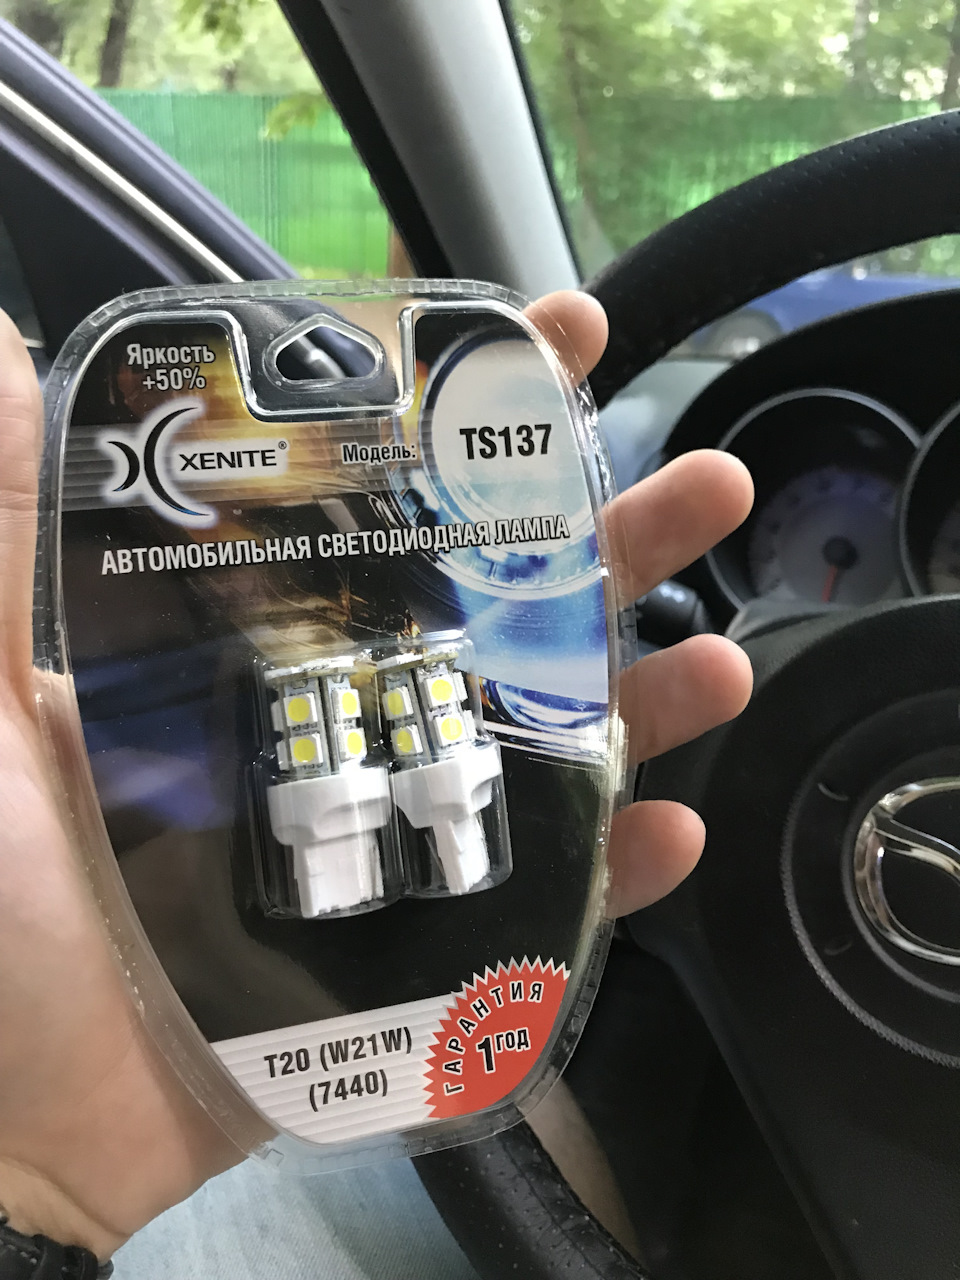 Яркость
+50%
XENITE®
Модель:
TS137
АВТОМОБИЛЬНАЯ СВЕТОДИОДНАЯ ЛАМПА
T20 (W21W)
(7440)
ГАРАНТИЯ
1 ГОД